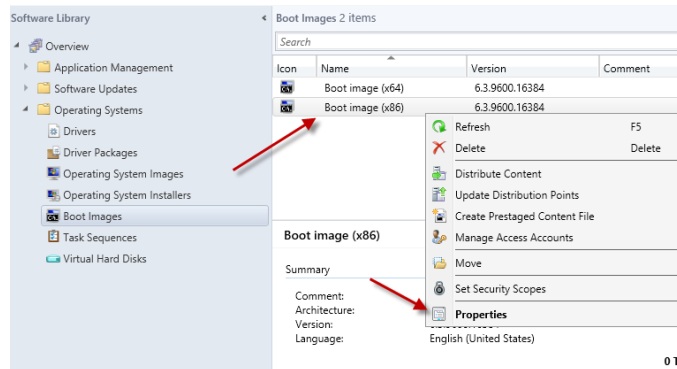 Software Library
Overview
Application Management
Software Updates
Operating Systems
Drivers
Driver Packages
Operating System Images
Operating System Installers
Boot Images
Task Sequences
Virtual Hard Disks
Boot Images 2 items
Search
Icon Name Version Comment
Boot image (x64) 6.3.9600.16384
Boot image (x86) 6.3.9600.16384
Refresh F5
Delete Delete
Distribute Content
Update Distribution Points
Create Prestaged Content File
Manage Access Accounts
Move
Set Security Scopes
Properties
Boot image (x86)
Summary
Comment:
Architecture:
Version:
Language: English (United States)
0 T